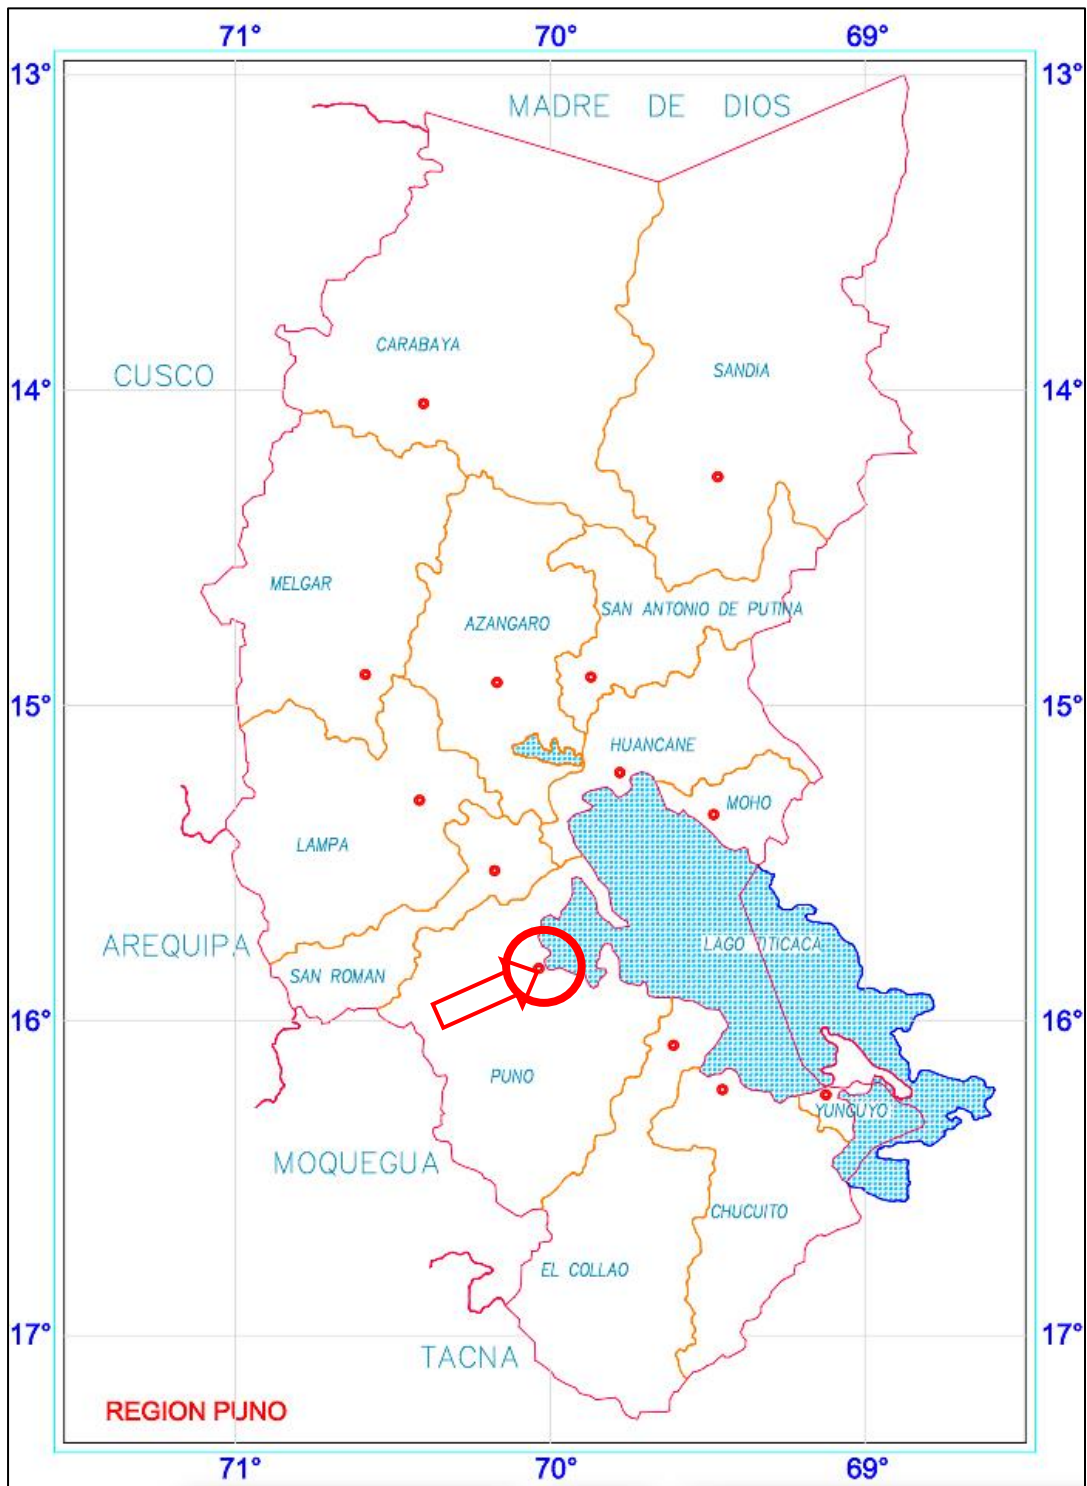 71° 70° 69°
13° 13°
MADRE DE DIOS
CARABAYA
SANDIA
CUSCO
14° 14°
MELGAR
SAN ANTONIO DE PUTINA
AZANGARO
15° 15°
HUANCANE
MOHO
LAMPA
AREQUIPA
LAGO TITICACA
SAN ROMAN
16° 16°
PUNO
YUNGUYO
MOQUEGUA
CHUCUITO
EL COLLAO
17° 17°
TACNA
REGION PUNO
71° 70° 69°